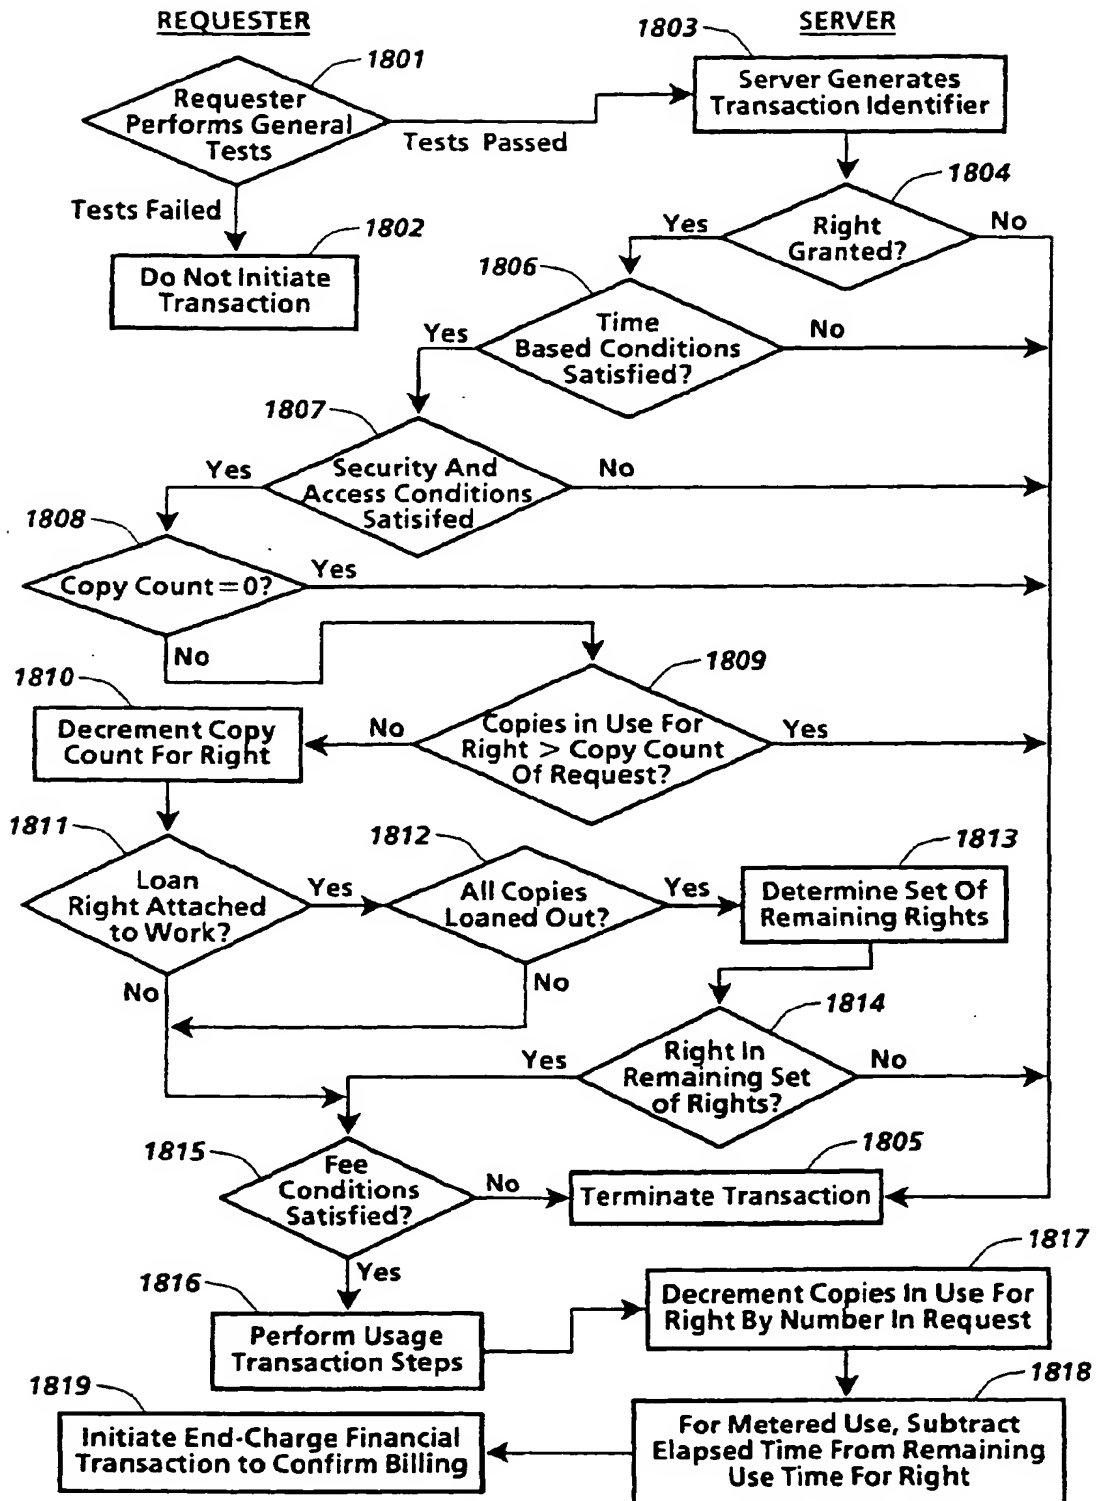 REQUESTER
SERVER
1801
Requester
Performs General
Tests
Tests Passed
Tests Failed
1802
Do Not Initiate
Transaction
1803
Server Generates
Transaction Identifier
1804
Right
Granted?
Yes
No
1806
Time
Based Conditions
Satisfied?
Yes
No
1807
Security And
Access Conditions
Satisifed
Yes
No
1808
Copy Count=0?
Yes
No
1809
Copies in Use For
Right > Copy Count
Of Request?
No
Yes
1810
Decrement Copy
Count For Right
1811
Loan
Right Attached
to Work?
Yes
No
1812
All Copies
Loaned Out?
Yes
No
1813
Determine Set Of
Remaining Rights
1814
Right In
Remaining Set
of Rights?
Yes
No
1815
Fee
Conditions
Satisfied?
No
Yes
1805
Terminate Transaction
1816
Perform Usage
Transaction Steps
1817
Decrement Copies In Use For
Right By Number In Request
1818
For Metered Use, Subtract
Elapsed Time From Remaining
Use Time For Right
1819
Initiate End-Charge Financial
Transaction to Confirm Billing